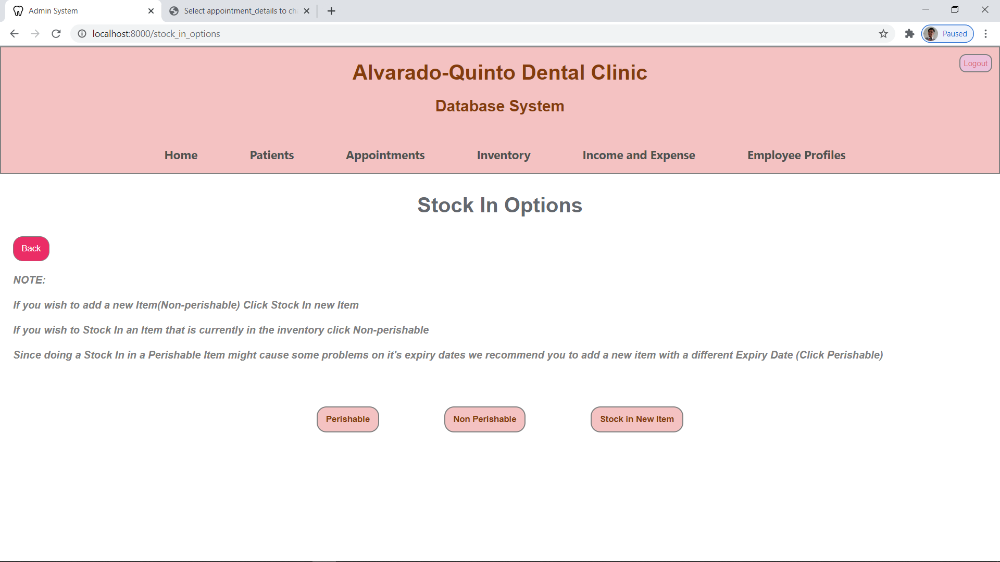 Admin System
Select appointment_details to ch
localhost:8000/stock_in_options
Paused
Alvarado-Quinto Dental Clinic
Logout
Database System
Home Patients Appointments Inventory Income and Expense Employee Profiles
Stock In Options
Back
NOTE:
If you wish to add a new Item(Non-perishable) Click Stock In new Item
If you wish to Stock In an Item that is currently in the inventory click Non-perishable
Since doing a Stock In in a Perishable Item might cause some problems on it's expiry dates we recommend you to add a new item with a different Expiry Date (Click Perishable)
Perishable Non Perishable Stock in New Item